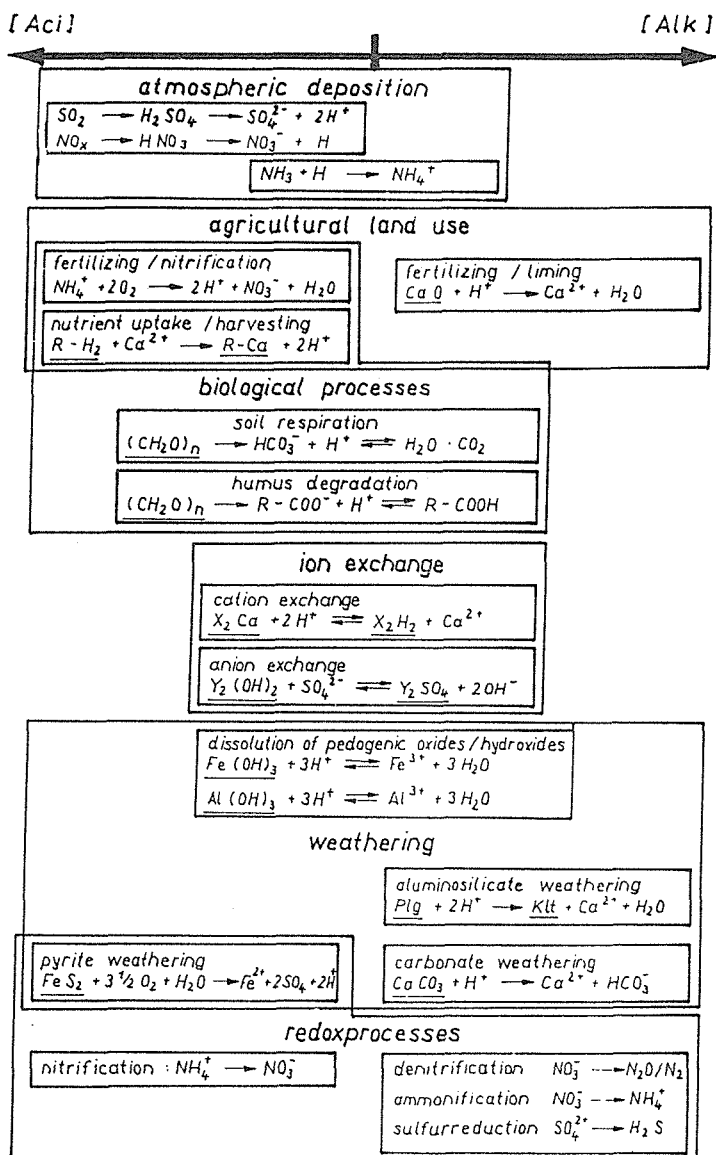 [Aci] [Alk]
atmospheric deposition
SO₂ → H₂SO₄ → SO₄²⁻ + 2H⁺
NOₓ → HNO₃ → NO₃⁻ + H
NH₃ + H → NH₄⁺
agricultural land use
fertilizing / nitrification
NH₄⁺ + 2O₂ → 2H⁺ + NO₃⁻ + H₂O
fertilizing / liming
CaO + H⁺ → Ca²⁺ + H₂O
nutrient uptake / harvesting
R-H₂ + Ca²⁺ → R-Ca + 2H⁺
biological processes
soil respiration
(CH₂O)ₙ → HCO₃⁻ + H⁺ ⇌ H₂O · CO₂
humus degradation
(CH₂O)ₙ → R-COO⁻ + H⁺ ⇌ R-COOH
ion exchange
cation exchange
X₂Ca + 2H⁺ ⇌ X₂H₂ + Ca²⁺
anion exchange
Y₂(OH)₂ + SO₄²⁻ ⇌ Y₂SO₄ + 2OH⁻
dissolution of pedogenic oxides/hydroxides
Fe(OH)₃ + 3H⁺ ⇌ Fe³⁺ + 3H₂O
Al(OH)₃ + 3H⁺ ⇌ Al³⁺ + 3H₂O
weathering
aluminosilicate weathering
Plg + 2H⁺ → Klt + Ca²⁺ + H₂O
pyrite weathering
FeS₂ + 3 ½ O₂ + H₂O → Fe²⁺ + 2SO₄ + 2H⁺
carbonate weathering
CaCO₃ + H⁺ → Ca²⁺ + HCO₃⁻
redoxprocesses
nitrification : NH₄⁺ → NO₃⁻
denitrification NO₃⁻ → N₂O/N₂
ammonification NO₃⁻ → NH₄⁺
sulfurreduction SO₄²⁺ → H₂S